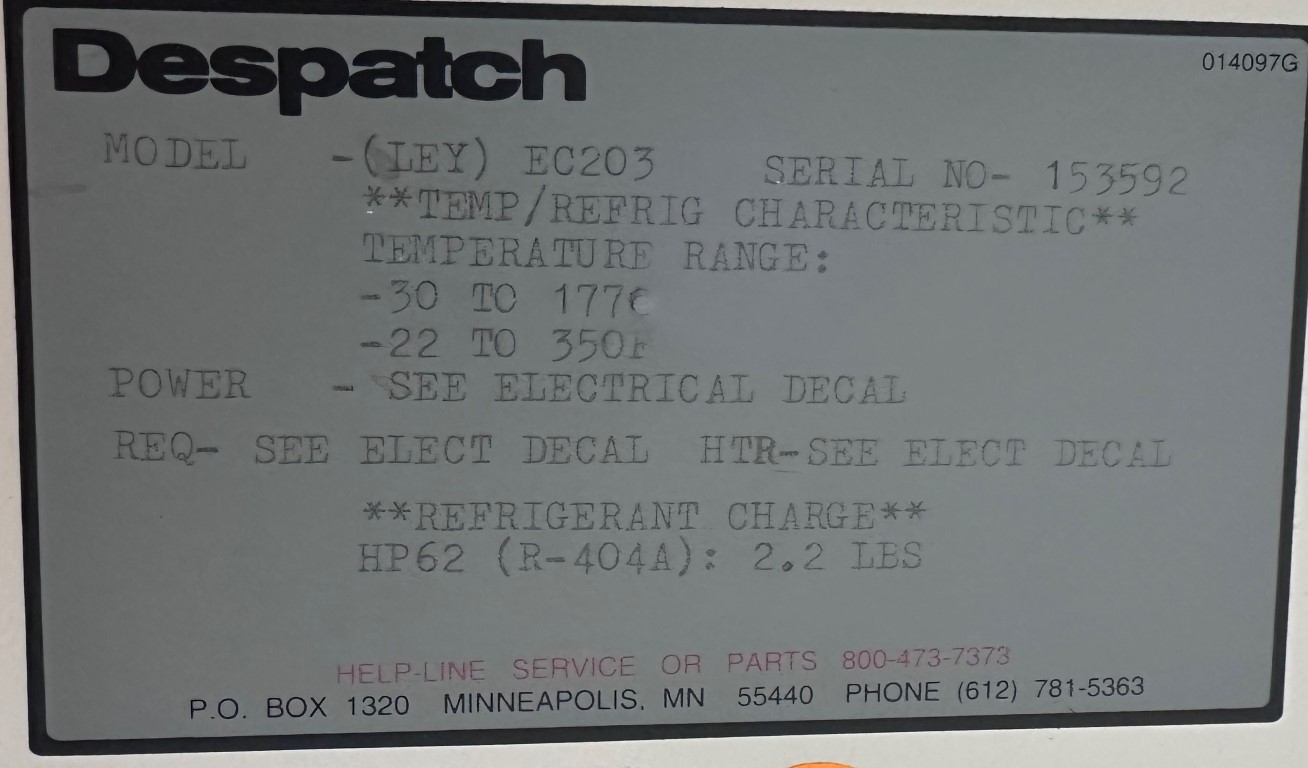 Despatch
014097G
MODEL -(LEY) EC203 SERIAL NO- 153592
**TEMP/REFRIG CHARACTERISTIC**
TEMPERATURE RANGE:
-30 TO 177C
-22 TO 350F
POWER - SEE ELECTRICAL DECAL
REQ- SEE ELECT DECAL HTR-SEE ELECT DECAL
**REFRIGERANT CHARGE**
HP62 (R-404A): 2.2 LBS
HELP-LINE SERVICE OR PARTS 800-473-7373
P.O. BOX 1320 MINNEAPOLIS, MN 55440 PHONE (612) 781-5363